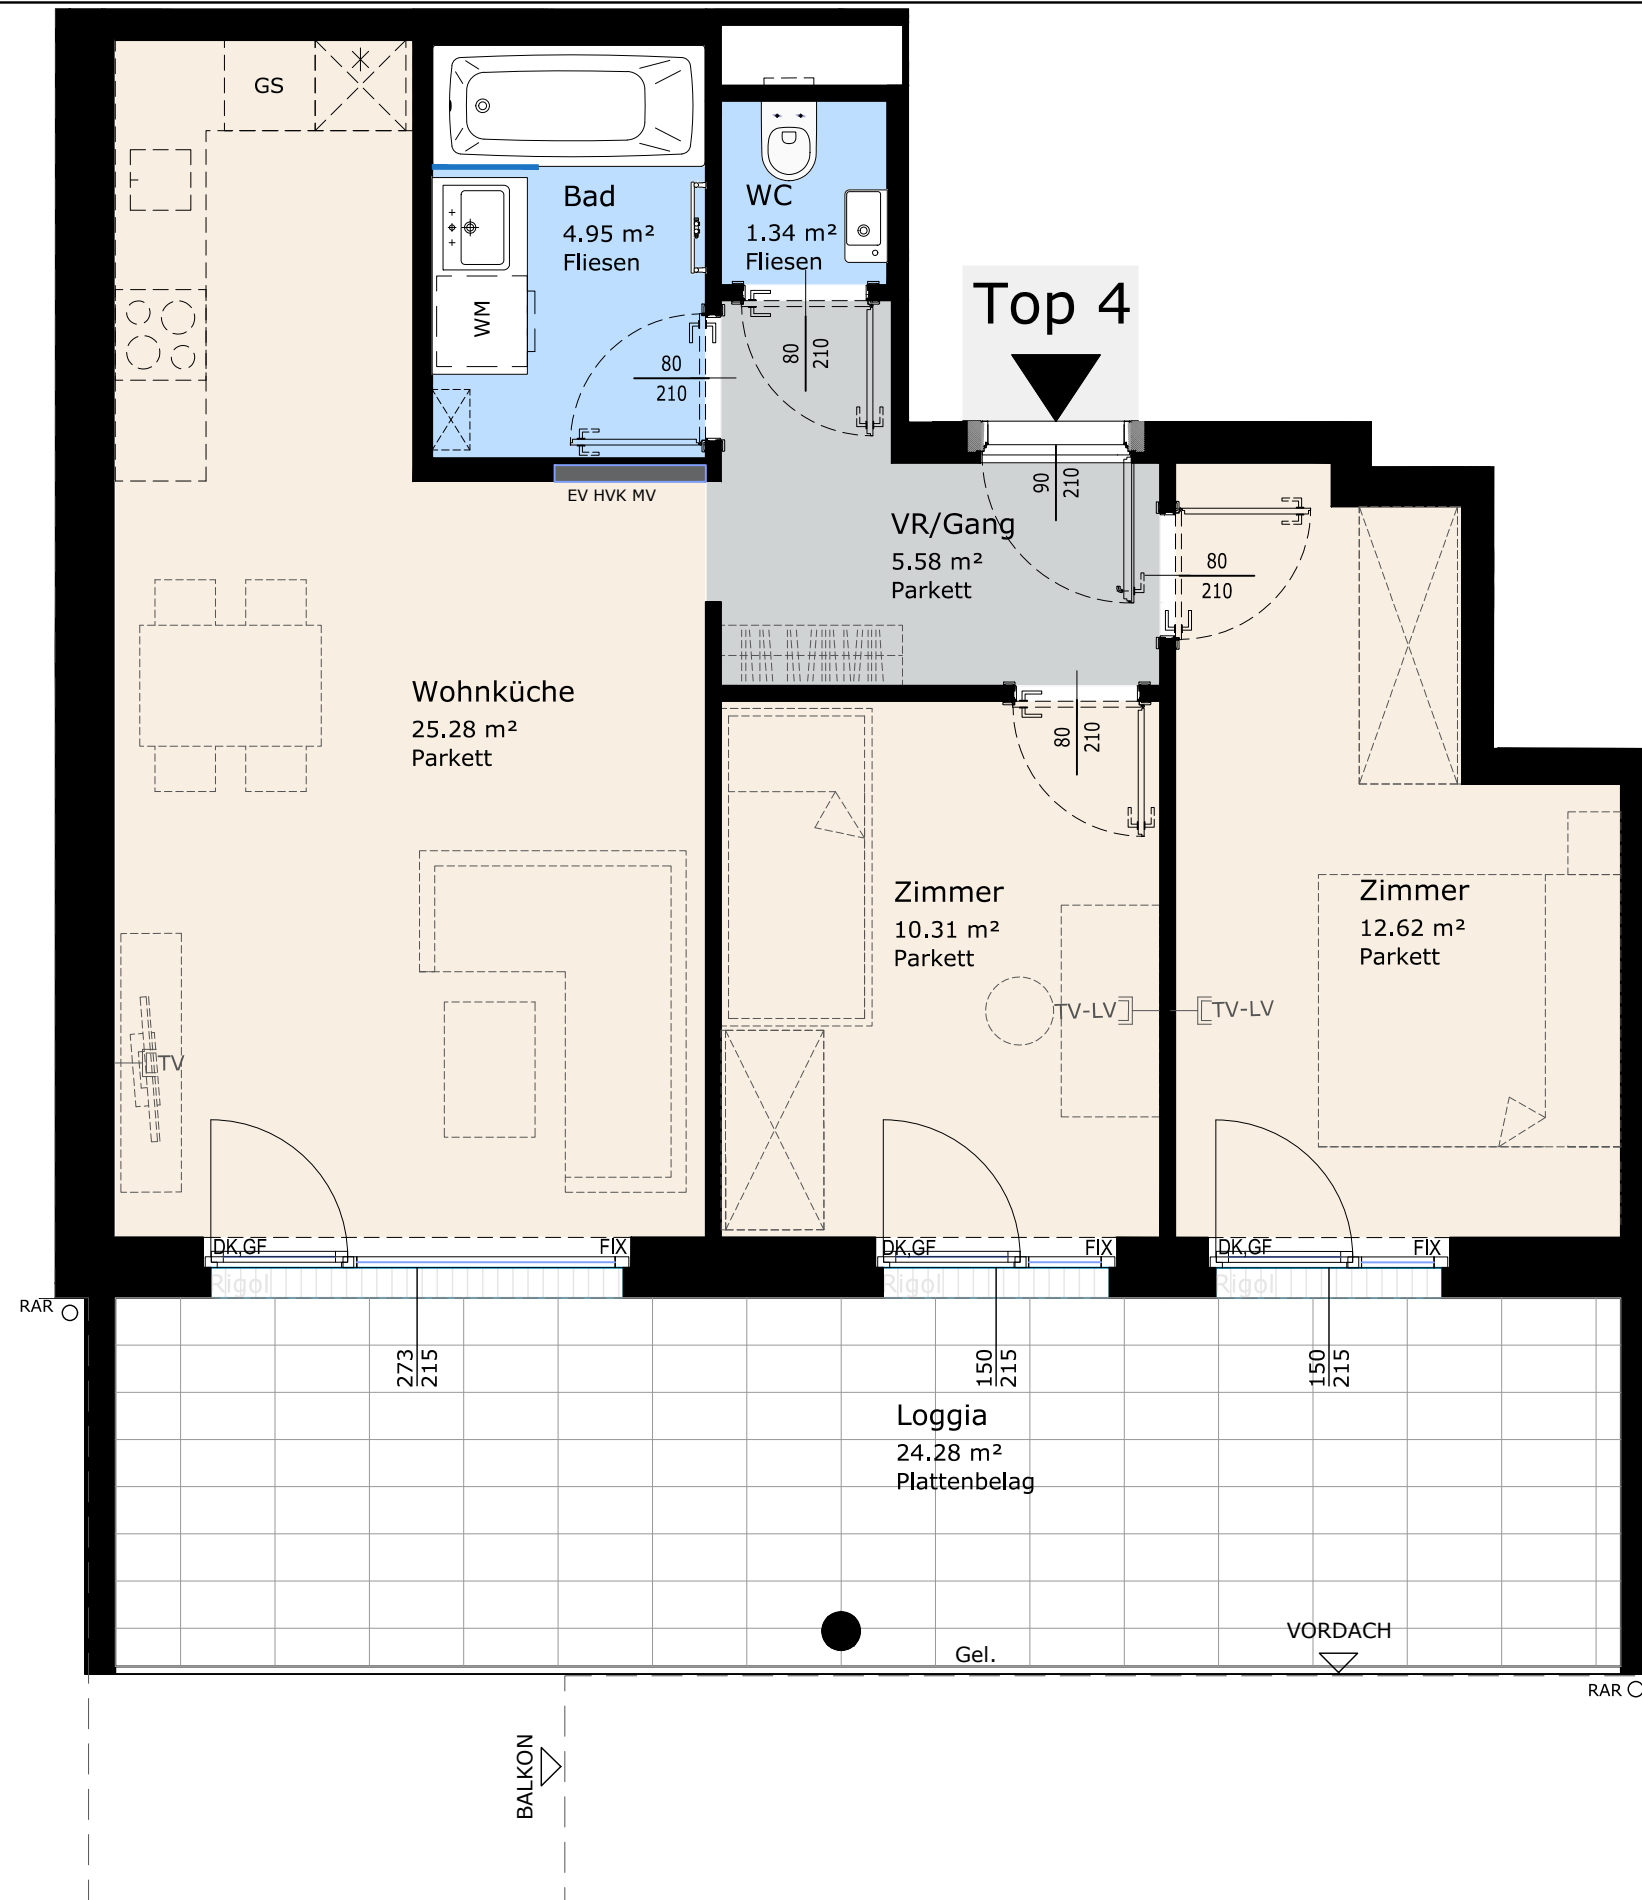 GS
Bad
4.95 m²
Fliesen
WC
1.34 m²
Fliesen
Top 4
WM
80
210
80
210
90
210
EV HVK MV
VR/Gang
5.58 m²
Parkett
80
210
Wohnküche
25.28 m²
Parkett
80
210
Zimmer
10.31 m²
Parkett
Zimmer
12.62 m²
Parkett
TV-LV
TV-LV
TV
DK,GF
FIX
DK,GF
FIX
DK,GF
FIX
Rigol
Rigol
Rigol
RAR
273
215
150
215
150
215
Loggia
24.28 m²
Plattenbelag
VORDACH
Gel.
RAR
BALKON